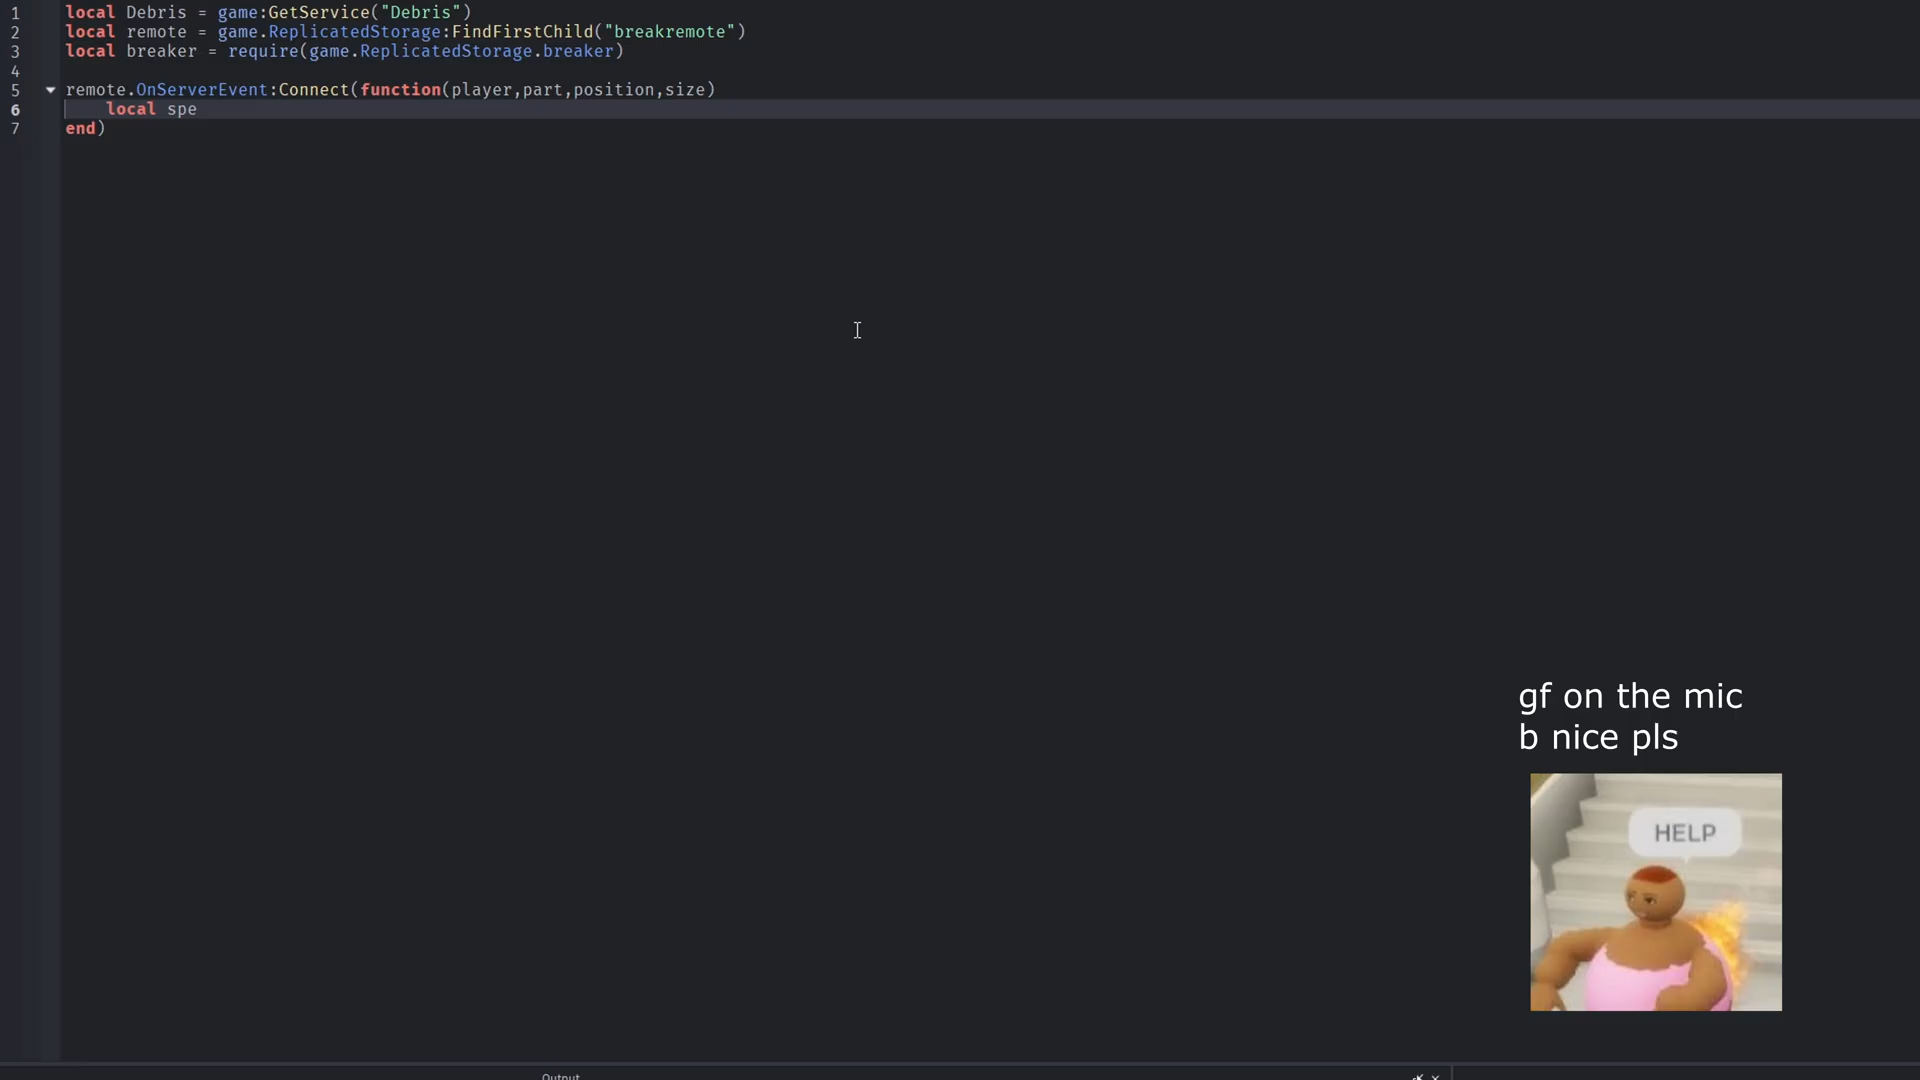 1 local Debris = game:GetService("Debris")
2 local remote = game.ReplicatedStorage:FindFirstChild("breakremote")
3 local breaker = require(game.ReplicatedStorage.breaker)
4
5 remote.OnServerEvent:Connect(function(player,part,position,size)
6 local spe
7 end)
gf on the mic
b nice pls
HELP
Output